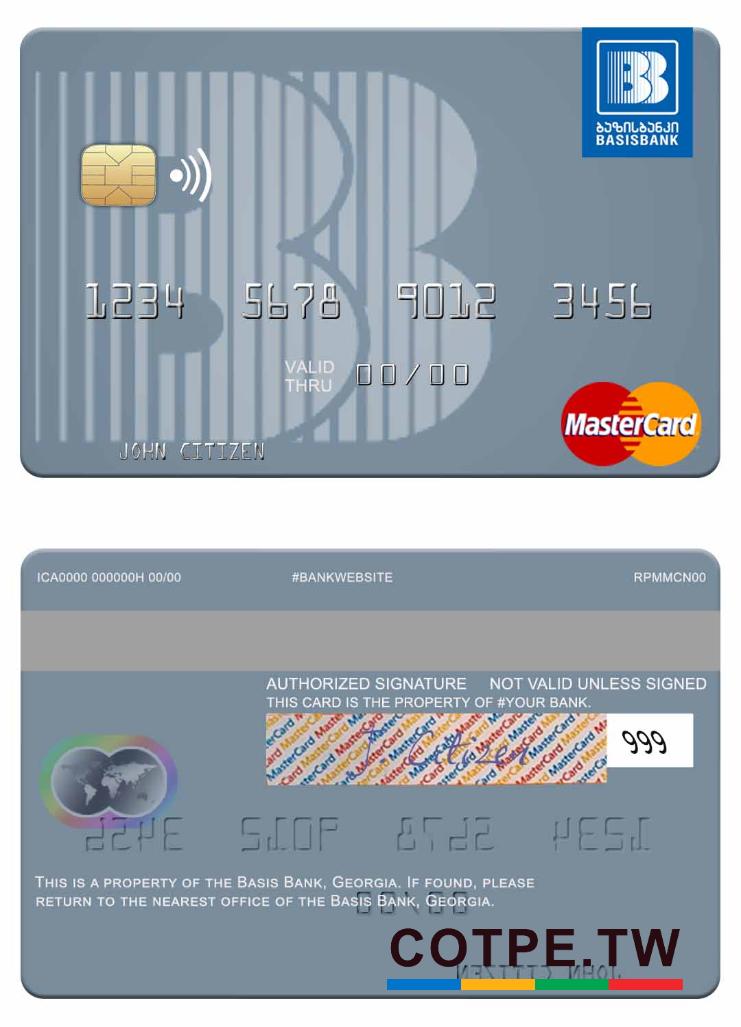 ბაზისბანკი
BASISBANK
1234 5678 9012 3456
VALID
THRU
00/00
MasterCard
JOHN CITIZEN
ICA0000 000000H 00/00 #BANKWEBSITE RPMMCN00
AUTHORIZED SIGNATURE NOT VALID UNLESS SIGNED
THIS CARD IS THE PROPERTY OF #YOUR BANK.
J. Citizen
999
THIS IS A PROPERTY OF THE BASIS BANK, GEORGIA. IF FOUND, PLEASE
RETURN TO THE NEAREST OFFICE OF THE BASIS BANK, GEORGIA.
COTPE.TW